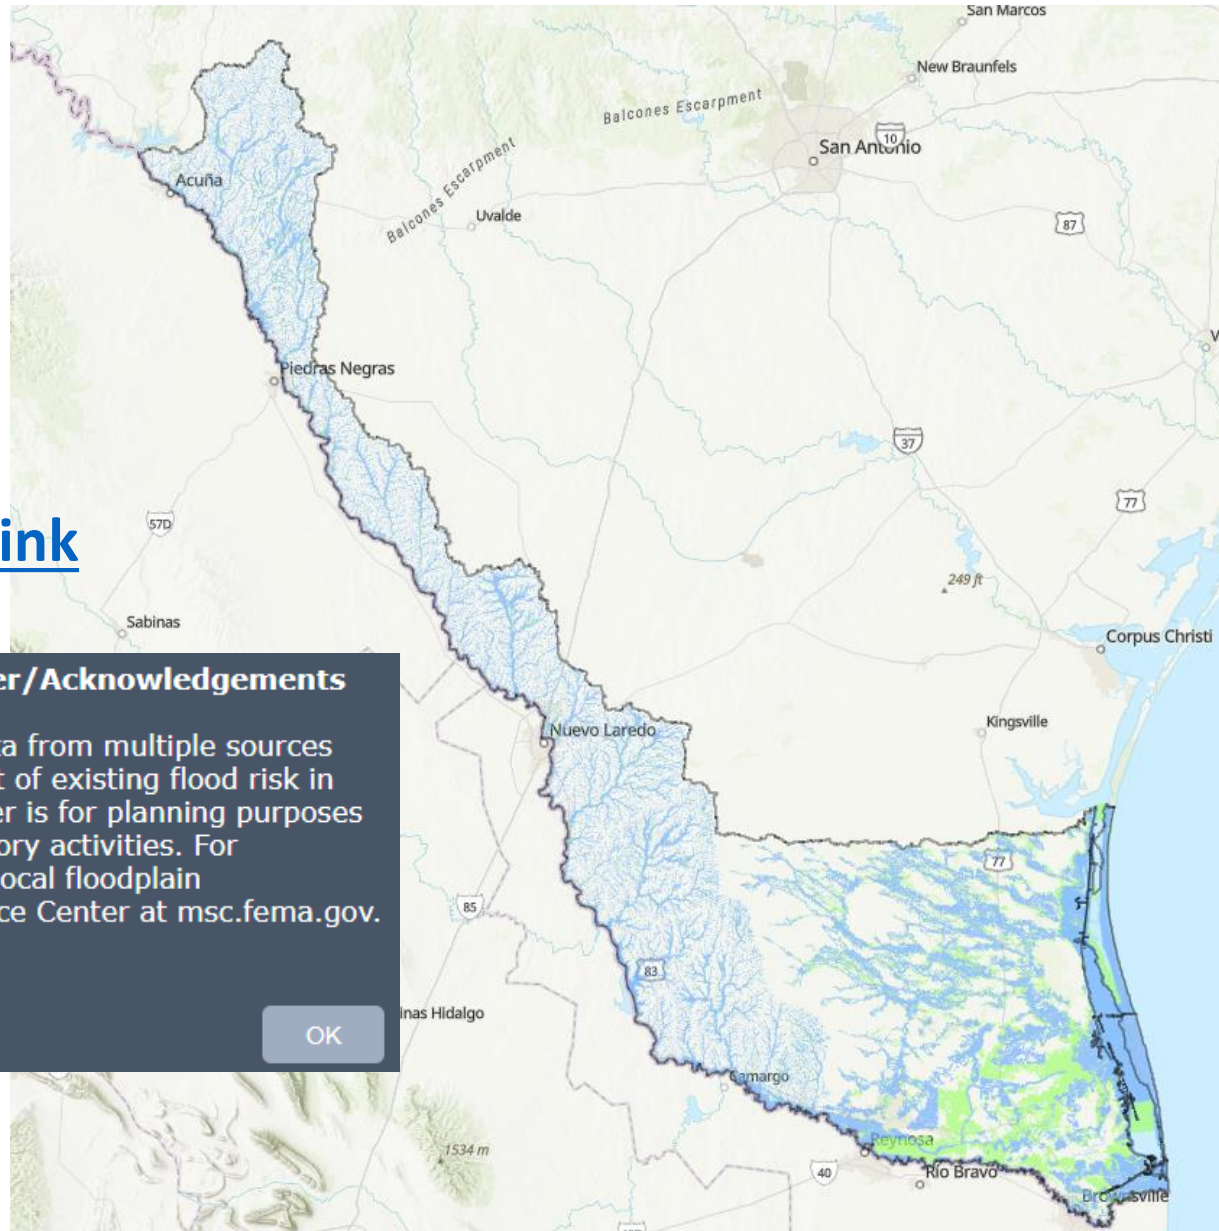 San Marcos
New Braunfels
Balcones Escarpment
10
San Antonio
Balcones Escarpment
Acuña
Uvalde
87
Piedras Negras
37
77
57D
ink
249 ft
Sabinas
Corpus Christi
er/Acknowledgements
ta from multiple sources
t of existing flood risk in
er is for planning purposes
ory activities. For
local floodplain
ce Center at msc.fema.gov.
OK
Kingsville
Nuevo Laredo
77
85
83
inas Hidalgo
Camargo
1534 m
Reynosa
40
Río Bravo
Brownsville